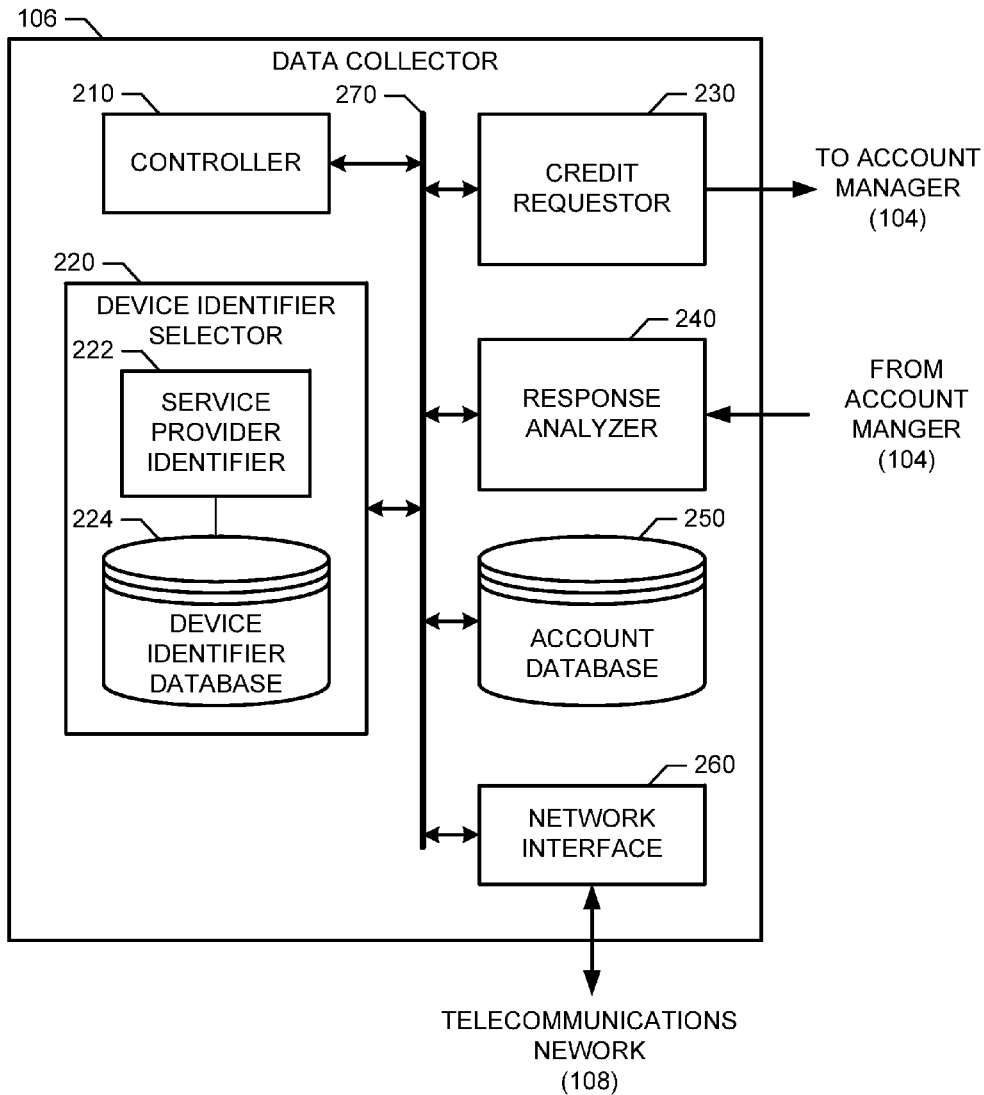 106
DATA COLLECTOR
210
CONTROLLER
270
230
CREDIT
REQUESTOR
TO ACCOUNT
MANAGER
(104)
220
DEVICE IDENTIFIER
SELECTOR
222
SERVICE
PROVIDER
IDENTIFIER
224
DEVICE
IDENTIFIER
DATABASE
240
RESPONSE
ANALYZER
FROM
ACCOUNT
MANGER
(104)
250
ACCOUNT
DATABASE
260
NETWORK
INTERFACE
TELECOMMUNICATIONS
NEWORK
(108)